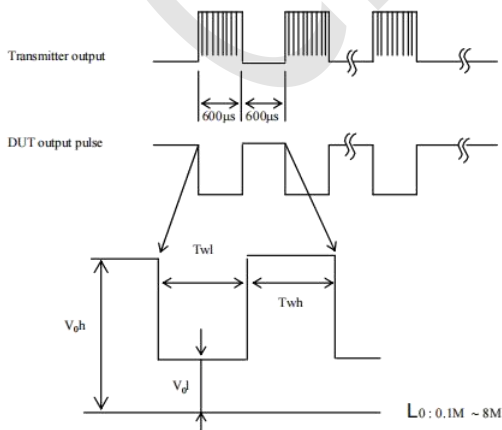 Transmitter output
600μs 600μs
DUT output pulse
Twl
Twh
V₀h
V₀l
L0 : 0.1M ~ 8M